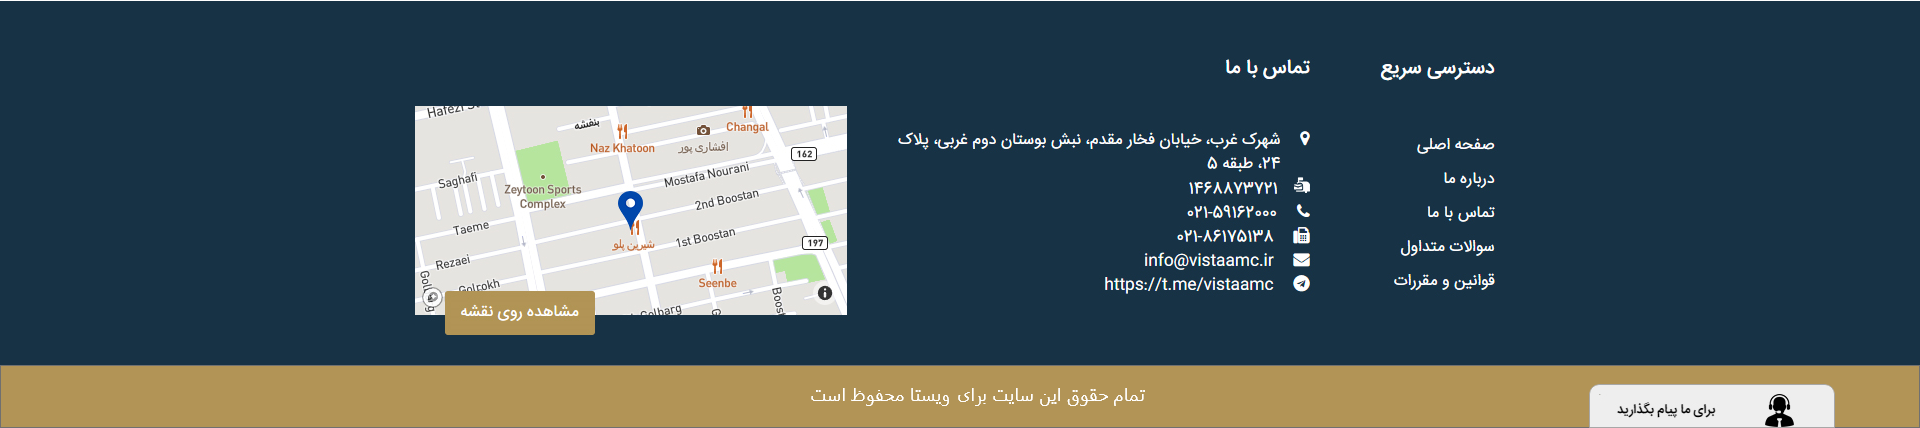 دسترسی سریع
صفحه اصلی
درباره ما
تماس با ما
سوالات متداول
قوانین و مقررات
تماس با ما
شهرک غرب، خیابان فخار مقدم، نبش بوستان دوم غربی، پلاک
۲۴، طبقه ۵
۱۴۶۸۸۷۳۷۲۱
۰۲۱-۵۹۱۶۲۰۰۰
۰۲۱-۸۶۱۷۵۱۳۸
info@vistaamc.ir
https://t.me/vistaamc
بنفشه
Changal
Naz Khatoon
افشاری پور
162
Mostafa Nourani
Saghafi
Zeytoon Sports
Complex
2nd Boostan
Taeme
1st Boostan
شیرین پلو
197
Rezaei
Seenbe
Golrokh
مشاهده روی نقشه
تمام حقوق این سایت برای ویستا محفوظ است
برای ما پیام بگذارید